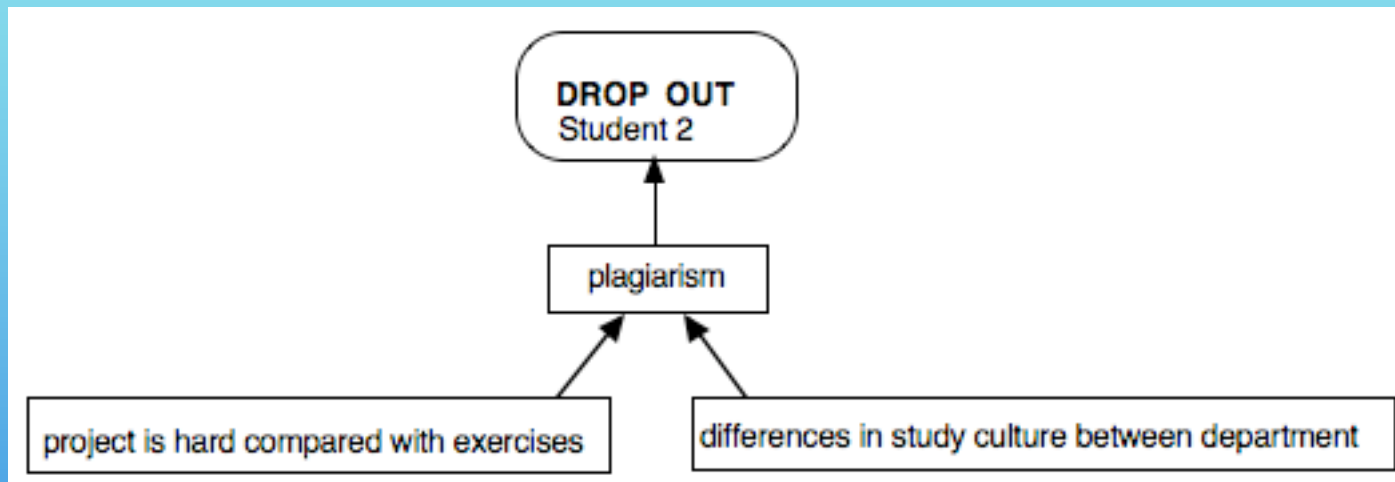 DROP OUT
Student 2
plagiarism
project is hard compared with exercises
differences in study culture between department